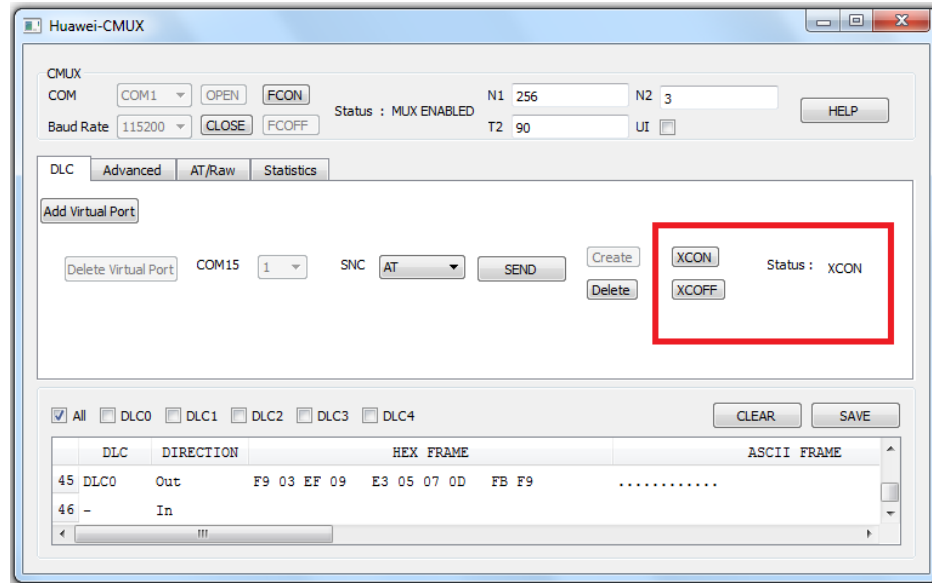 Huawei-CMUX
CMUX
COM COM1 OPEN FCON Status : MUX ENABLED N1 256 N2 3 HELP
Baud Rate 115200 CLOSE FCOFF T2 90 UI
DLC Advanced AT/Raw Statistics
Add Virtual Port
Delete Virtual Port COM15 1 SNC AT SEND Create XCON Status : XCON
Delete XCOFF
All DLC0 DLC1 DLC2 DLC3 DLC4 CLEAR SAVE
DLC DIRECTION HEX FRAME ASCII FRAME
45 DLC0 Out F9 03 EF 09 E3 05 07 0D FB F9 ............
46 - In